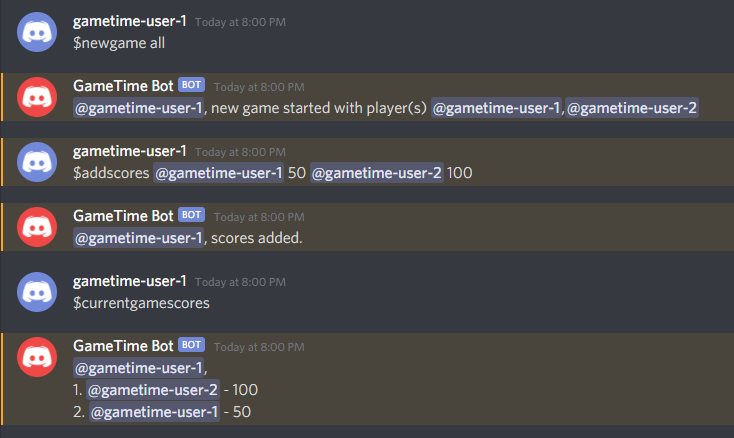 gametime-user-1 Today at 8:00 PM
$newgame all
GameTime Bot BOT Today at 8:00 PM
@gametime-user-1, new game started with player(s) @gametime-user-1,@gametime-user-2
gametime-user-1 Today at 8:00 PM
$addscores @gametime-user-1 50 @gametime-user-2 100
GameTime Bot BOT Today at 8:00 PM
@gametime-user-1, scores added.
gametime-user-1 Today at 8:00 PM
$currentgamescores
GameTime Bot BOT Today at 8:00 PM
@gametime-user-1,
1. @gametime-user-2 - 100
2. @gametime-user-1 - 50